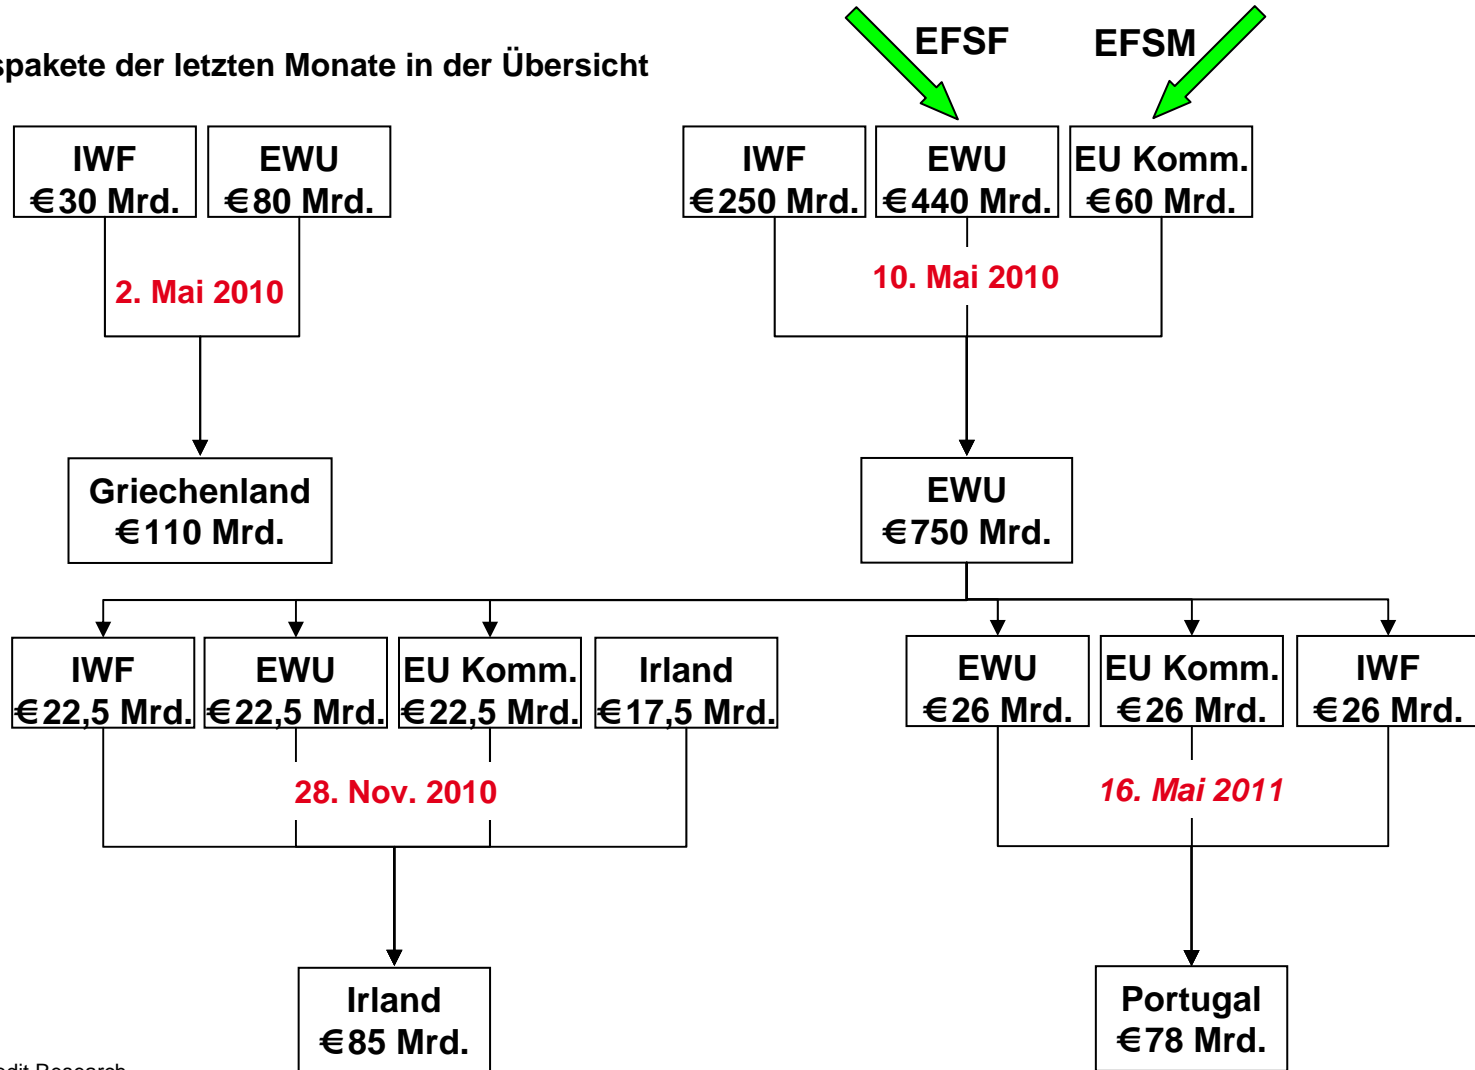 EFSF
EFSM
spakete der letzten Monate in der Übersicht
IWF
€30 Mrd.
EWU
€80 Mrd.
IWF
€250 Mrd.
EWU
€440 Mrd.
EU Komm.
€60 Mrd.
2. Mai 2010
10. Mai 2010
Griechenland
€110 Mrd.
EWU
€750 Mrd.
IWF
€22,5 Mrd.
EWU
€22,5 Mrd.
EU Komm.
€22,5 Mrd.
Irland
€17,5 Mrd.
EWU
€26 Mrd.
EU Komm.
€26 Mrd.
IWF
€26 Mrd.
28. Nov. 2010
16. Mai 2011
Irland
€85 Mrd.
Portugal
€78 Mrd.
edit Research